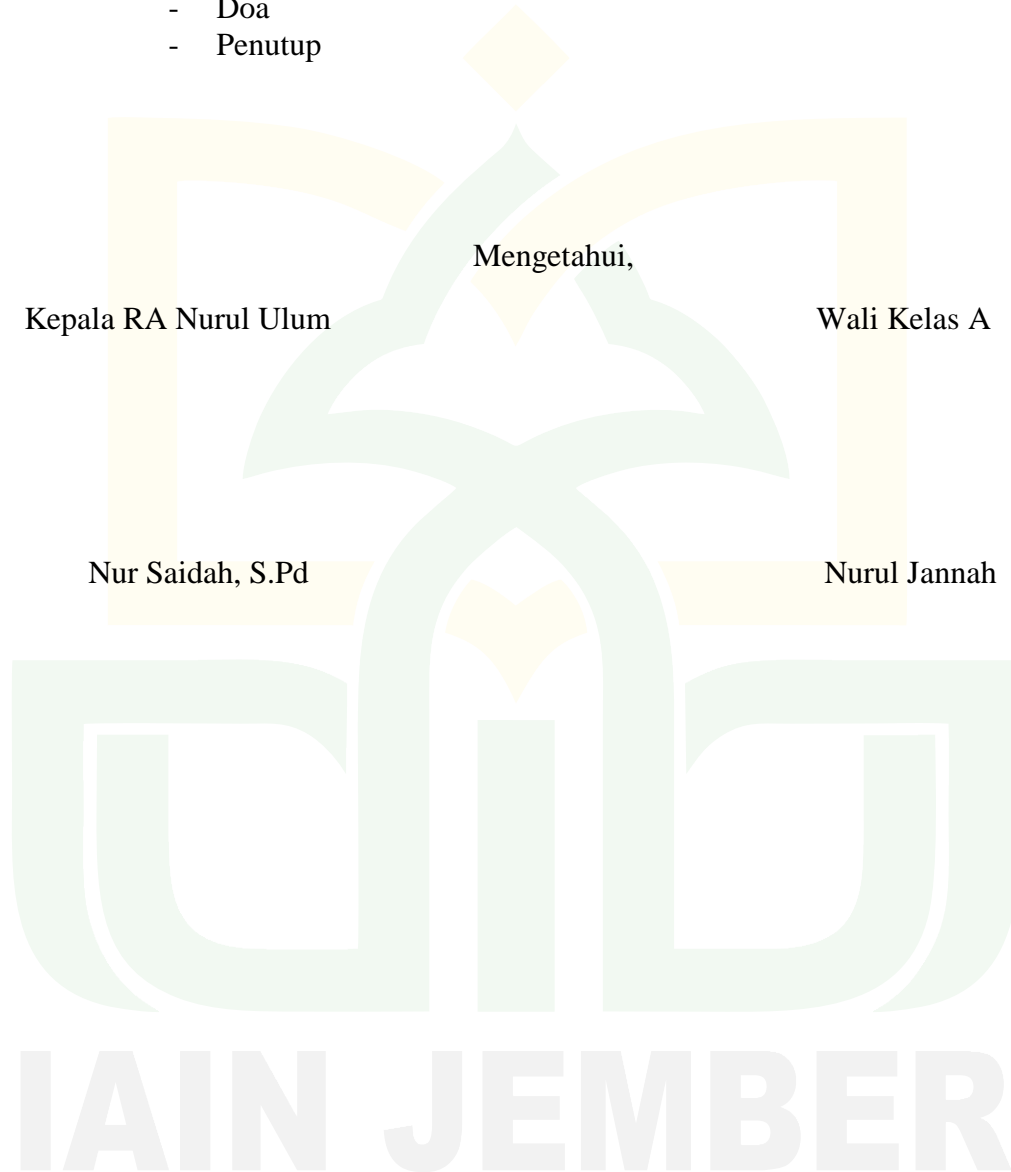 - Doa
- Penutup
Mengetahui,
Kepala RA Nurul Ulum Wali Kelas A
Nur Saidah, S.Pd Nurul Jannah
IAIN JEMBER